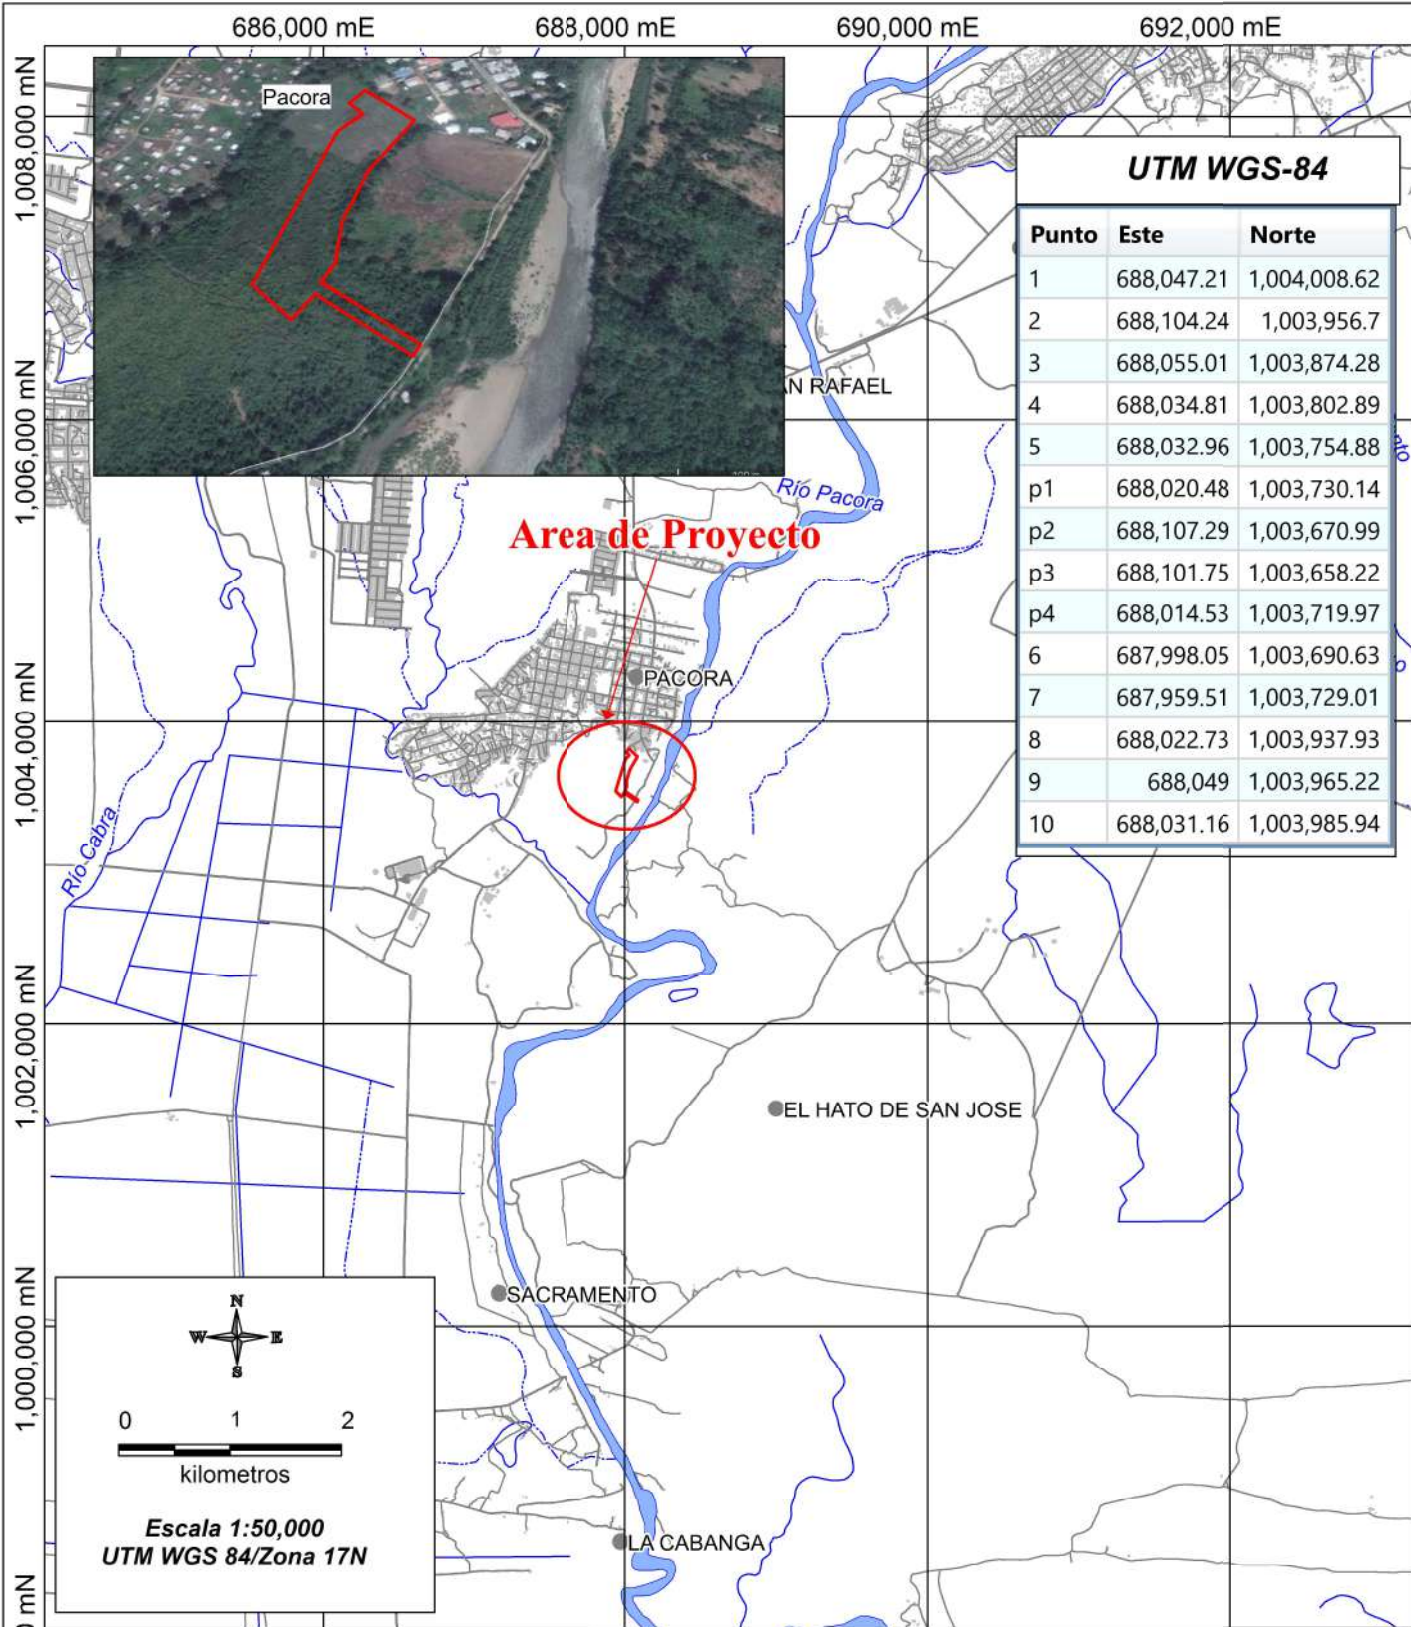 686,000 mE 688,000 mE 690,000 mE 692,000 mE
1,008,000 mN
1,006,000 mN
1,004,000 mN
1,002,000 mN
1,000,000 mN
0 mN
Pacora
UTM WGS-84
Punto Este Norte
1 688,047.21 1,004,008.62
2 688,104.24 1,003,956.7
3 688,055.01 1,003,874.28
4 688,034.81 1,003,802.89
5 688,032.96 1,003,754.88
p1 688,020.48 1,003,730.14
p2 688,107.29 1,003,670.99
p3 688,101.75 1,003,658.22
p4 688,014.53 1,003,719.97
6 687,998.05 1,003,690.63
7 687,959.51 1,003,729.01
8 688,022.73 1,003,937.93
9 688,049 1,003,965.22
10 688,031.16 1,003,985.94
AN RAFAEL
Río Pacora
Area de Proyecto
PACORA
Río Cabra
EL HATO DE SAN JOSE
SACRAMENTO
LA CABANGA
N
W E
S
0 1 2
kilometros
Escala 1:50,000
UTM WGS 84/Zona 17N